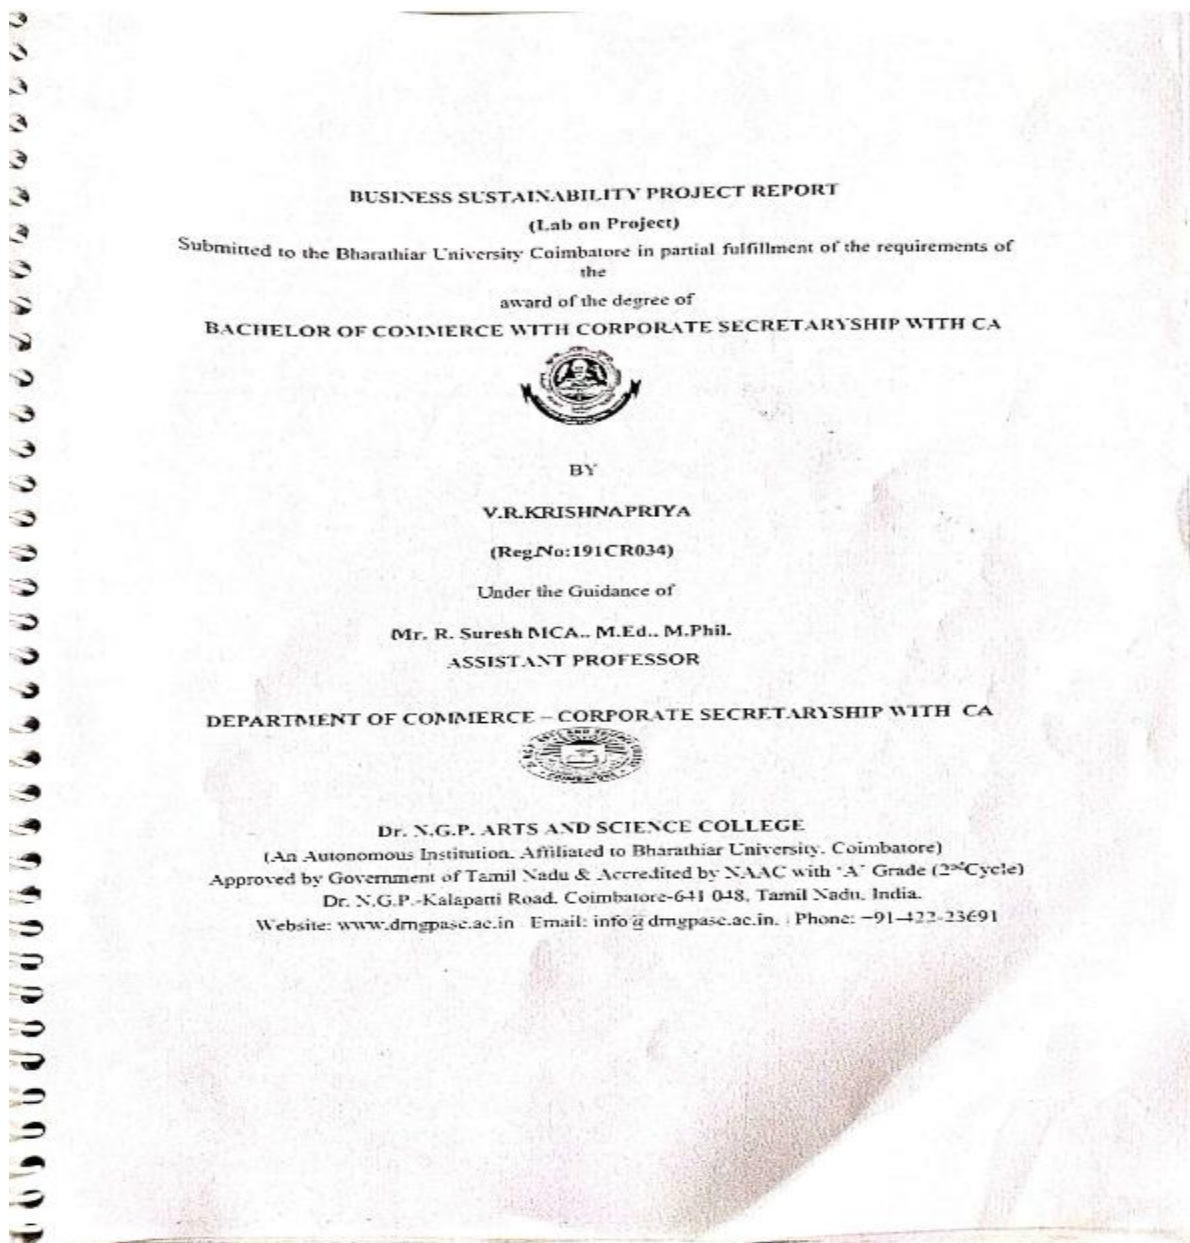 BUSINESS SUSTAINABILITY PROJECT REPORT
(Lab on Project)
Submitted to the Bharathiar University Coimbatore in partial fulfillment of the requirements of
the
award of the degree of
BACHELOR OF COMMERCE WITH CORPORATE SECRETARYSHIP WITH CA
BY
V.R.KRISHNAPRIYA
(Reg.No:191CR034)
Under the Guidance of
Mr. R. Suresh MCA., M.Ed., M.Phil.
ASSISTANT PROFESSOR
DEPARTMENT OF COMMERCE – CORPORATE SECRETARYSHIP WITH CA
Dr. N.G.P. ARTS AND SCIENCE COLLEGE
(An Autonomous Institution, Affiliated to Bharathiar University, Coimbatore)
Approved by Government of Tamil Nadu & Accredited by NAAC with 'A' Grade (2nd Cycle)
Dr. N.G.P.-Kalapatti Road, Coimbatore-641 048, Tamil Nadu, India.
Website: www.drngpasc.ac.in Email: info@drngpasc.ac.in. | Phone: +91-422-23691